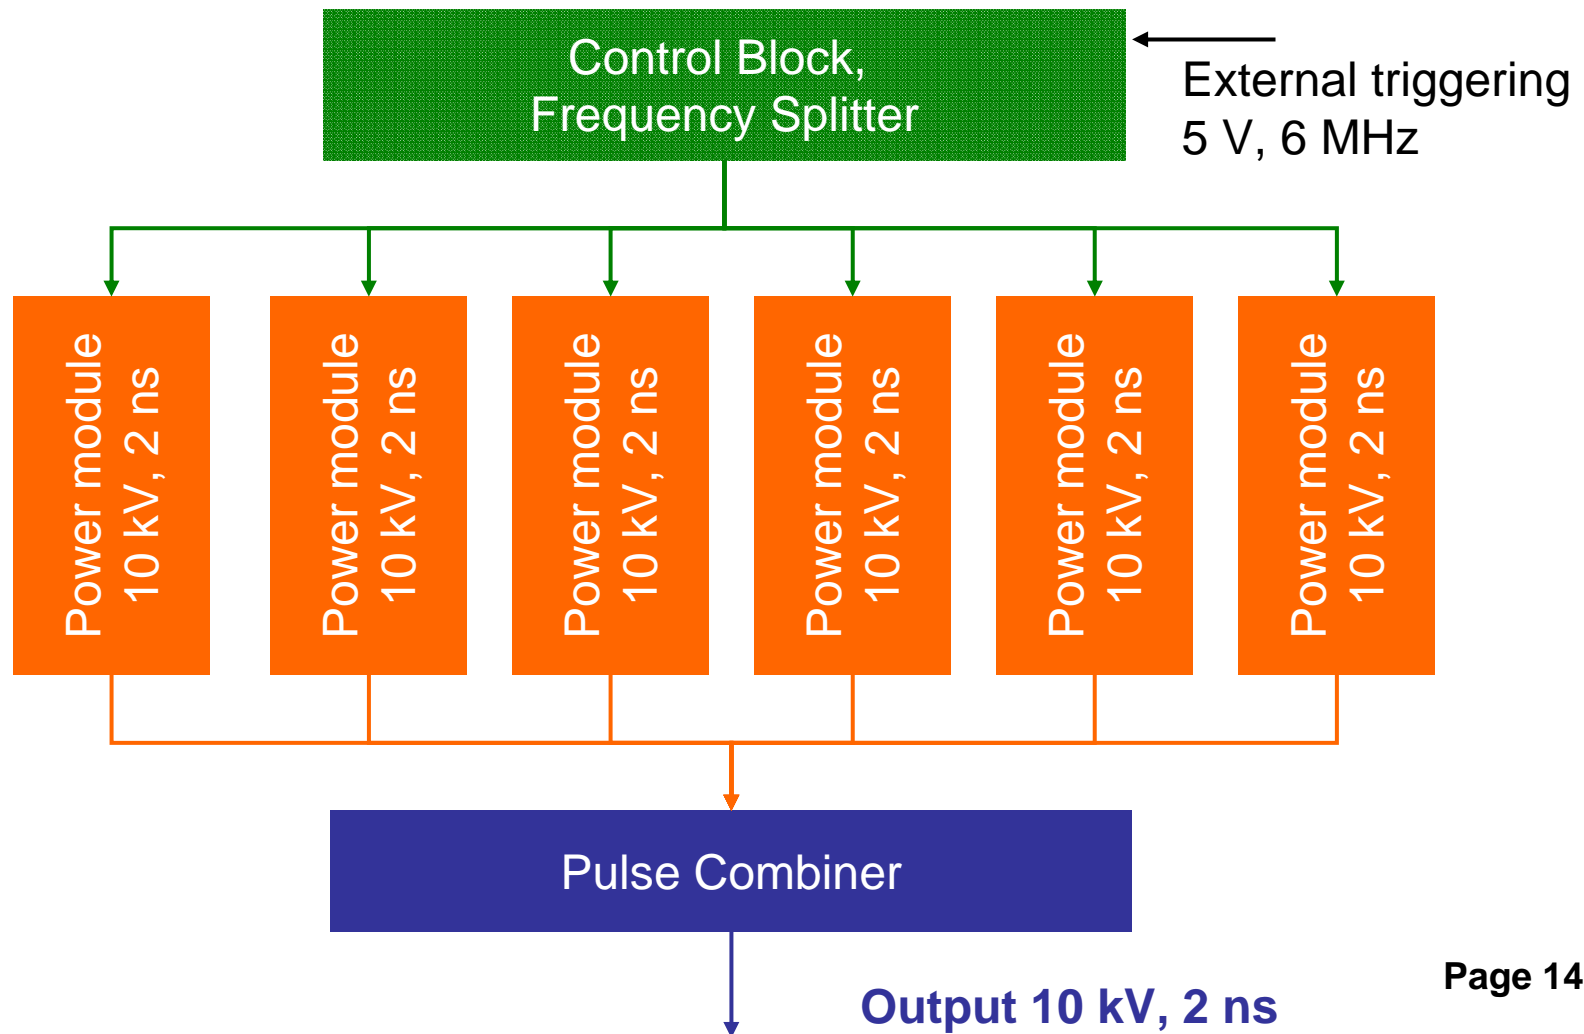 Control Block,
Frequency Splitter
External triggering
5 V, 6 MHz
Power module
10 kV, 2 ns
Power module
10 kV, 2 ns
Power module
10 kV, 2 ns
Power module
10 kV, 2 ns
Power module
10 kV, 2 ns
Power module
10 kV, 2 ns
Pulse Combiner
Page 14
Output 10 kV, 2 ns